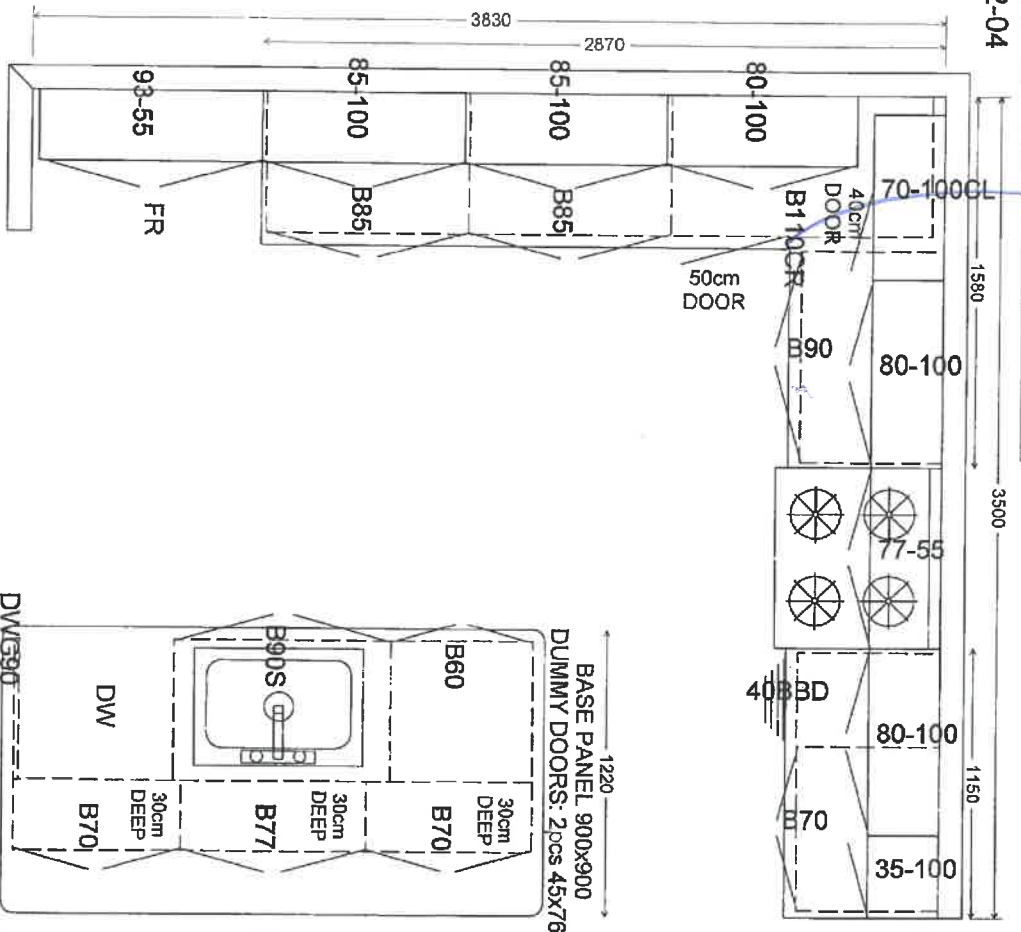 2-04
3830
2870
93-55
85-100
85-100
80-100
FR
B85
B85
40cm
DOOR
B110CR
50cm
DOOR
70-100CL
1580
3500
B90
80-100
77-55
40BBD
80-100
1150
B70
35-100
BASE PANEL 900x900
DUMMY DOORS: 2pcs 45x76
1220
B60
B90S
DW
DW/G90
30cm
DEEP
B70
30cm
DEEP
B77
30cm
DEEP
B70